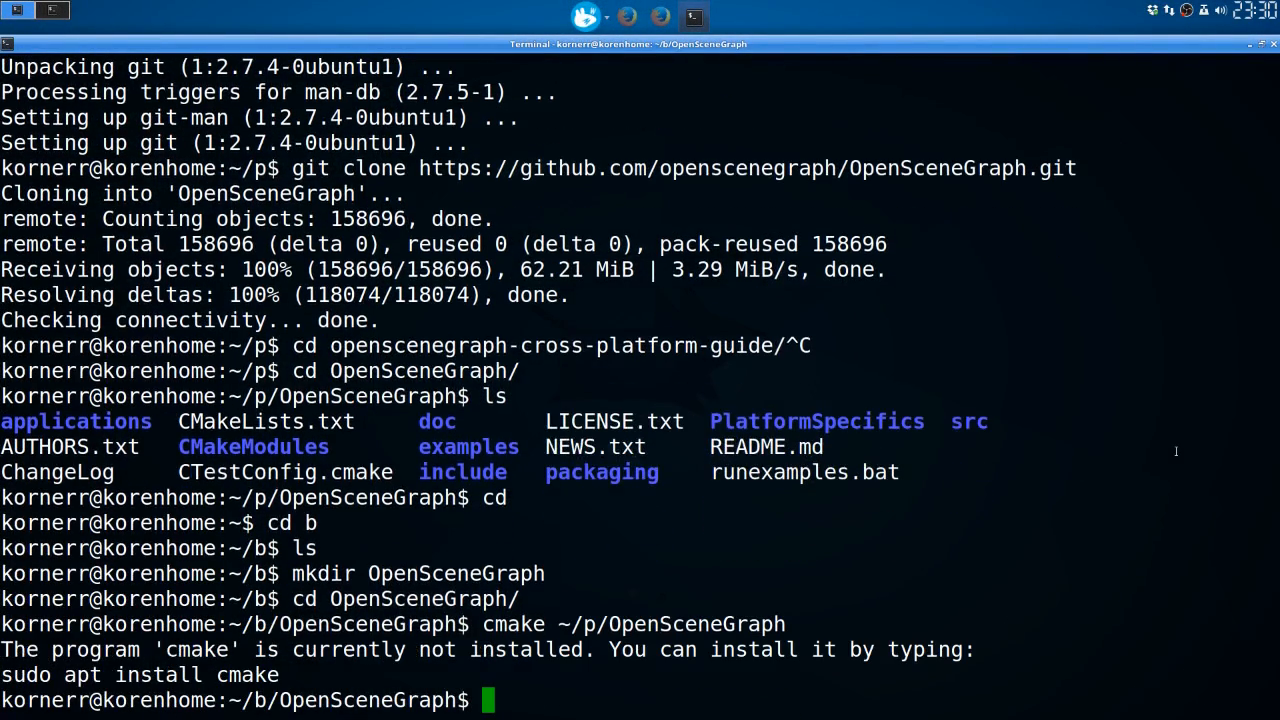 23:30
Terminal - kornerr@korenhome: ~/b/OpenSceneGraph
Unpacking git (1:2.7.4-0ubuntu1) ...
Processing triggers for man-db (2.7.5-1) ...
Setting up git-man (1:2.7.4-0ubuntu1) ...
Setting up git (1:2.7.4-0ubuntu1) ...
kornerr@korenhome:~/p$ git clone https://github.com/openscenegraph/OpenSceneGraph.git
Cloning into 'OpenSceneGraph'...
remote: Counting objects: 158696, done.
remote: Total 158696 (delta 0), reused 0 (delta 0), pack-reused 158696
Receiving objects: 100% (158696/158696), 62.21 MiB | 3.29 MiB/s, done.
Resolving deltas: 100% (118074/118074), done.
Checking connectivity... done.
kornerr@korenhome:~/p$ cd openscenegraph-cross-platform-guide/^C
kornerr@korenhome:~/p$ cd OpenSceneGraph/
kornerr@korenhome:~/p/OpenSceneGraph$ ls
applications CMakeLists.txt doc LICENSE.txt PlatformSpecifics src
AUTHORS.txt CMakeModules examples NEWS.txt README.md
ChangeLog CTestConfig.cmake include packaging runexamples.bat
kornerr@korenhome:~/p/OpenSceneGraph$ cd
kornerr@korenhome:~$ cd b
kornerr@korenhome:~/b$ ls
kornerr@korenhome:~/b$ mkdir OpenSceneGraph
kornerr@korenhome:~/b$ cd OpenSceneGraph/
kornerr@korenhome:~/b/OpenSceneGraph$ cmake ~/p/OpenSceneGraph
The program 'cmake' is currently not installed. You can install it by typing:
sudo apt install cmake
kornerr@korenhome:~/b/OpenSceneGraph$